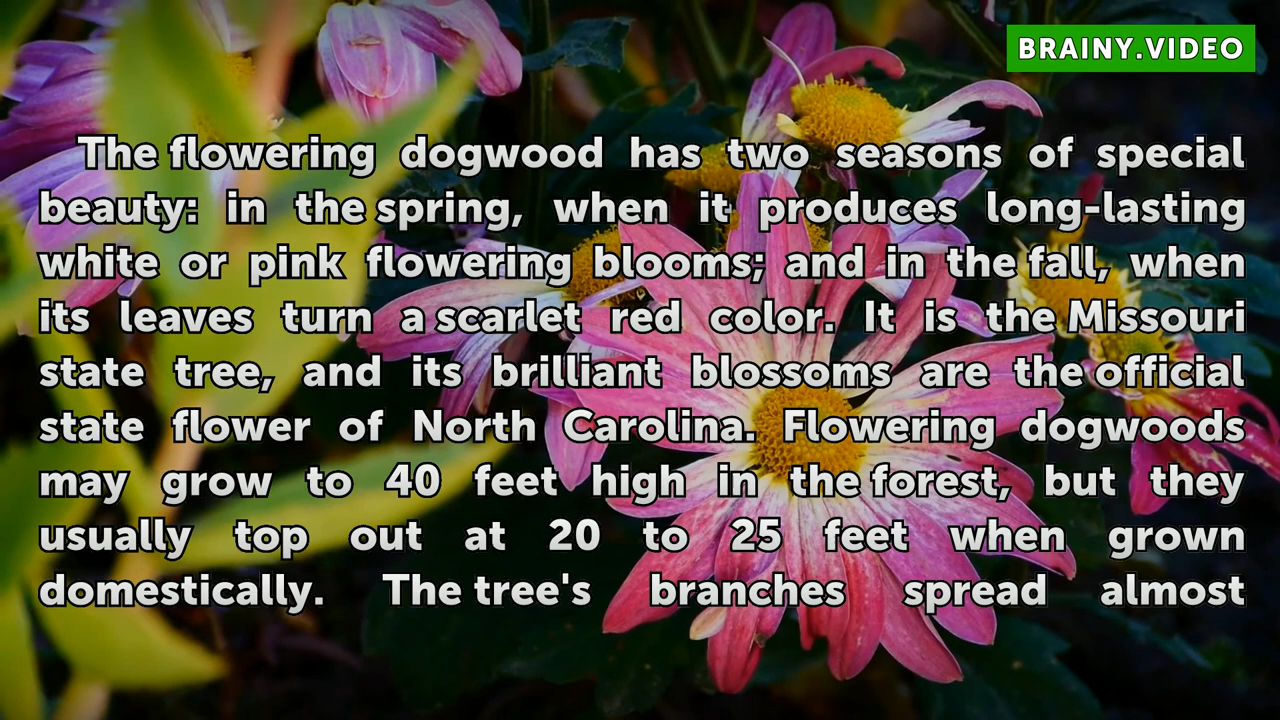 BRAINY.VIDEO
The flowering dogwood has two seasons of special
beauty: in the spring, when it produces long-lasting
white or pink flowering blooms; and in the fall, when
its leaves turn a scarlet red color. It is the Missouri
state tree, and its brilliant blossoms are the official
state flower of North Carolina. Flowering dogwoods
may grow to 40 feet high in the forest, but they
usually top out at 20 to 25 feet when grown
domestically. The tree's branches spread almost